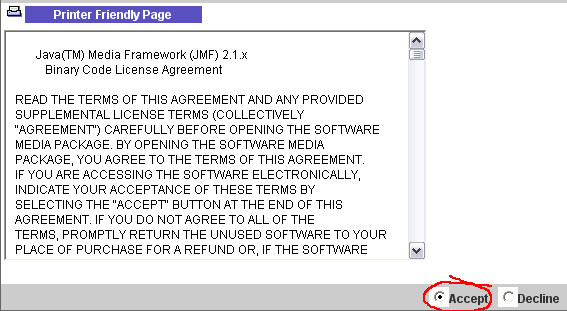 Printer Friendly Page
Java(TM) Media Framework (JMF) 2.1.x
Binary Code License Agreement
READ THE TERMS OF THIS AGREEMENT AND ANY PROVIDED
SUPPLEMENTAL LICENSE TERMS (COLLECTIVELY
"AGREEMENT") CAREFULLY BEFORE OPENING THE SOFTWARE
MEDIA PACKAGE. BY OPENING THE SOFTWARE MEDIA
PACKAGE, YOU AGREE TO THE TERMS OF THIS AGREEMENT.
IF YOU ARE ACCESSING THE SOFTWARE ELECTRONICALLY,
INDICATE YOUR ACCEPTANCE OF THESE TERMS BY
SELECTING THE "ACCEPT" BUTTON AT THE END OF THIS
AGREEMENT. IF YOU DO NOT AGREE TO ALL OF THE
TERMS, PROMPTLY RETURN THE UNUSED SOFTWARE TO YOUR
PLACE OF PURCHASE FOR A REFUND OR, IF THE SOFTWARE
Accept Decline